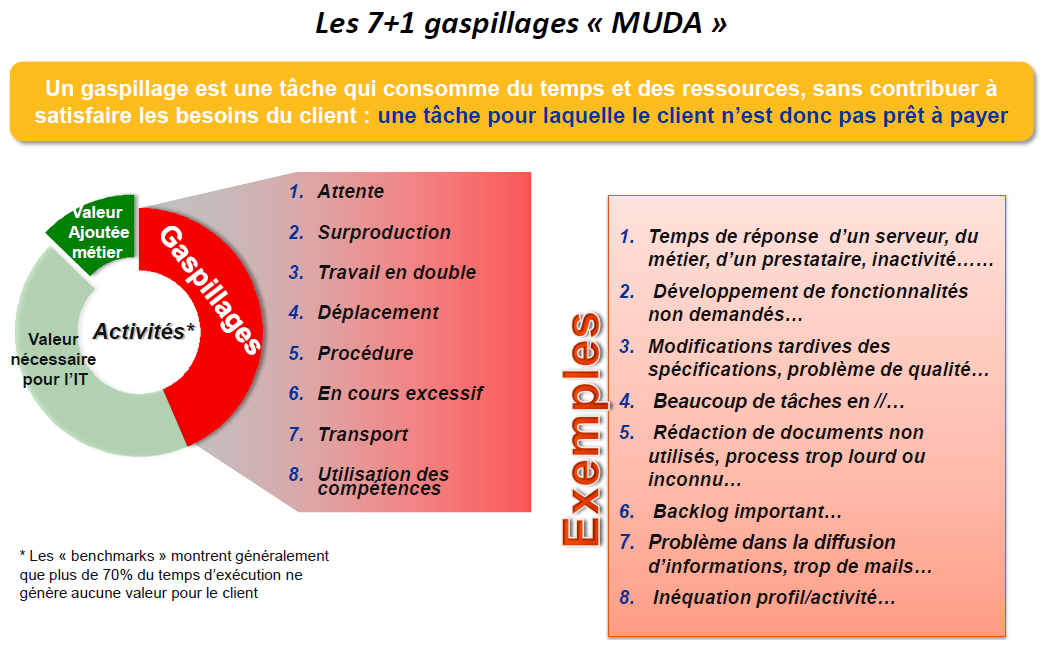 Les 7+1 gaspillages « MUDA »
Un gaspillage est une tâche qui consomme du temps et des ressources, sans contribuer à
satisfaire les besoins du client : une tâche pour laquelle le client n’est donc pas prêt à payer
Valeur
Ajoutée
métier
Gaspillages
Activités*
Valeur
nécessaire
pour l’IT
1. Attente
2. Surproduction
3. Travail en double
4. Déplacement
5. Procédure
6. En cours excessif
7. Transport
8. Utilisation des
compétences
* Les « benchmarks » montrent généralement
que plus de 70% du temps d’exécution ne
génère aucune valeur pour le client
Exemples
1. Temps de réponse d’un serveur, du
métier, d’un prestataire, inactivité……
2. Développement de fonctionnalités
non demandés…
3. Modifications tardives des
spécifications, problème de qualité…
4. Beaucoup de tâches en //…
5. Rédaction de documents non
utilisés, process trop lourd ou
inconnu…
6. Backlog important…
7. Problème dans la diffusion
d’informations, trop de mails…
8. Inéquation profil/activité…